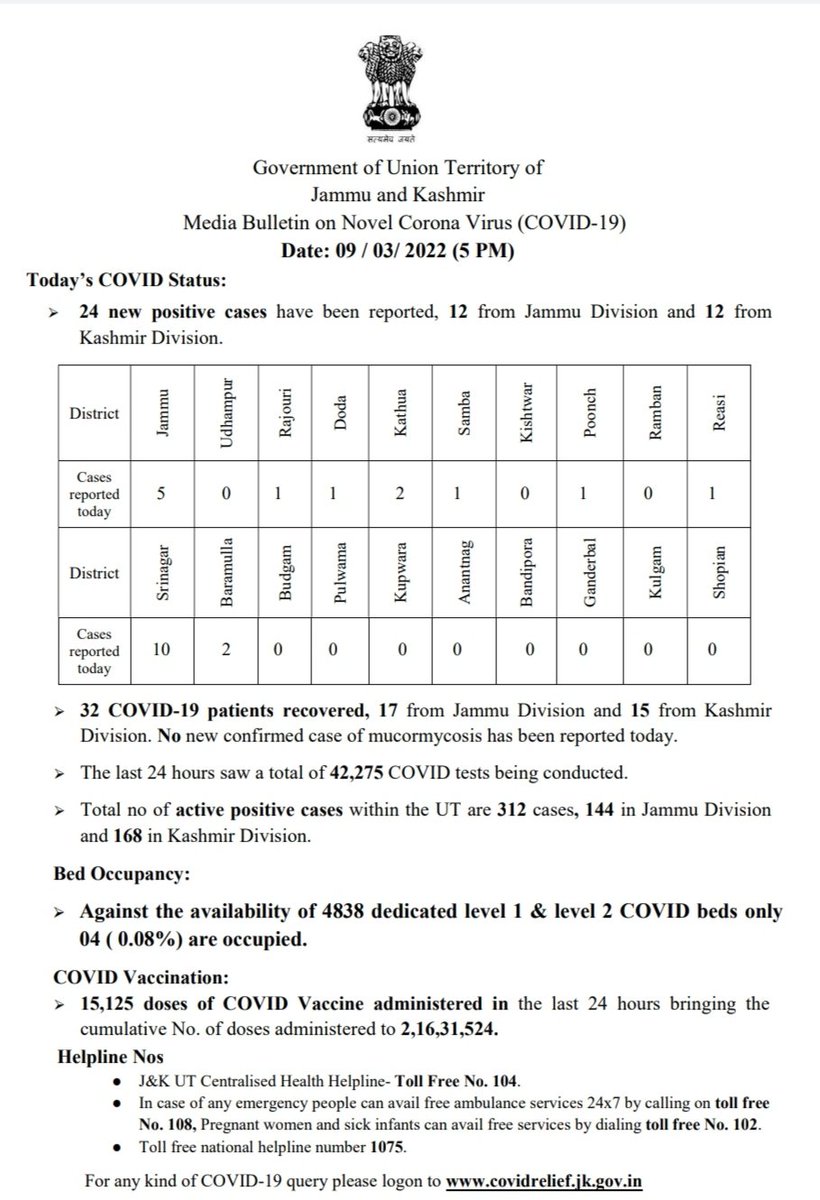 सत्यमेव जयते
Government of Union Territory of
Jammu and Kashmir
Media Bulletin on Novel Corona Virus (COVID-19)
Date: 09 / 03/ 2022 (5 PM)
Today’s COVID Status:
➢ 24 new positive cases have been reported, 12 from Jammu Division and 12 from
Kashmir Division.
District Jammu Udhampur Rajouri Doda Kathua Samba Kishtwar Poonch Ramban Reasi
Cases
reported
today
5 0 1 1 2 1 0 1 0 1
District Srinagar Baramulla Budgam Pulwama Kupwara Anantnag Bandipora Ganderbal Kulgam Shopian
Cases
reported
today
10 2 0 0 0 0 0 0 0 0
➢ 32 COVID-19 patients recovered, 17 from Jammu Division and 15 from Kashmir
Division. No new confirmed case of mucormycosis has been reported today.
➢ The last 24 hours saw a total of 42,275 COVID tests being conducted.
➢ Total no of active positive cases within the UT are 312 cases, 144 in Jammu Division
and 168 in Kashmir Division.
Bed Occupancy:
➢ Against the availability of 4838 dedicated level 1 & level 2 COVID beds only
04 ( 0.08%) are occupied.
COVID Vaccination:
➢ 15,125 doses of COVID Vaccine administered in the last 24 hours bringing the
cumulative No. of doses administered to 2,16,31,524.
Helpline Nos
● J&K UT Centralised Health Helpline- Toll Free No. 104.
● In case of any emergency people can avail free ambulance services 24x7 by calling on toll free
No. 108, Pregnant women and sick infants can avail free services by dialing toll free No. 102.
● Toll free national helpline number 1075.
For any kind of COVID-19 query please logon to www.covidrelief.jk.gov.in